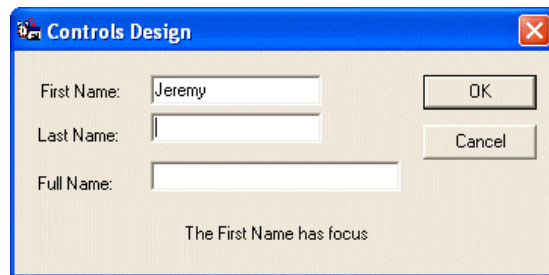 Controls Design
First Name: Jeremy
OK
Last Name:
Cancel
Full Name:
The First Name has focus